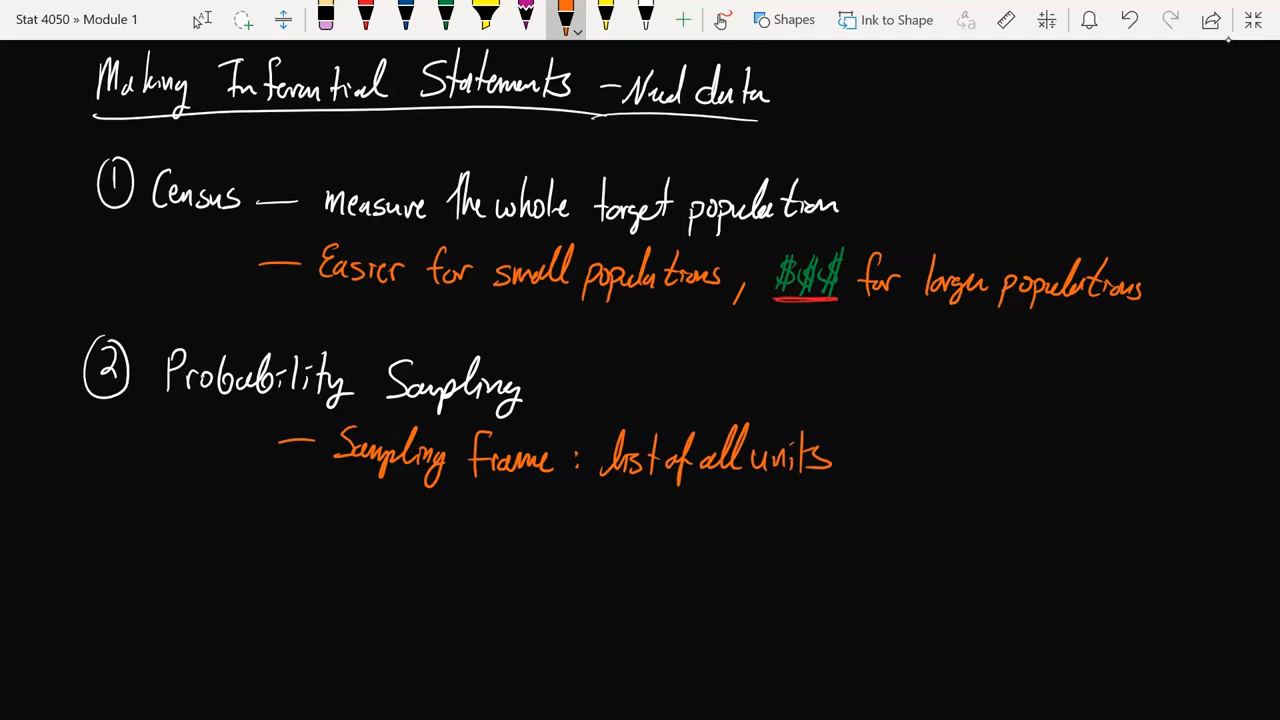 Stat 4050 » Module 1
Shapes
Ink to Shape
Making Inferential Statements - Need data
① Census — measure the whole target population
— Easier for small populations, $$$ for larger populations
② Probability Sampling
— Sampling Frame : list of all units